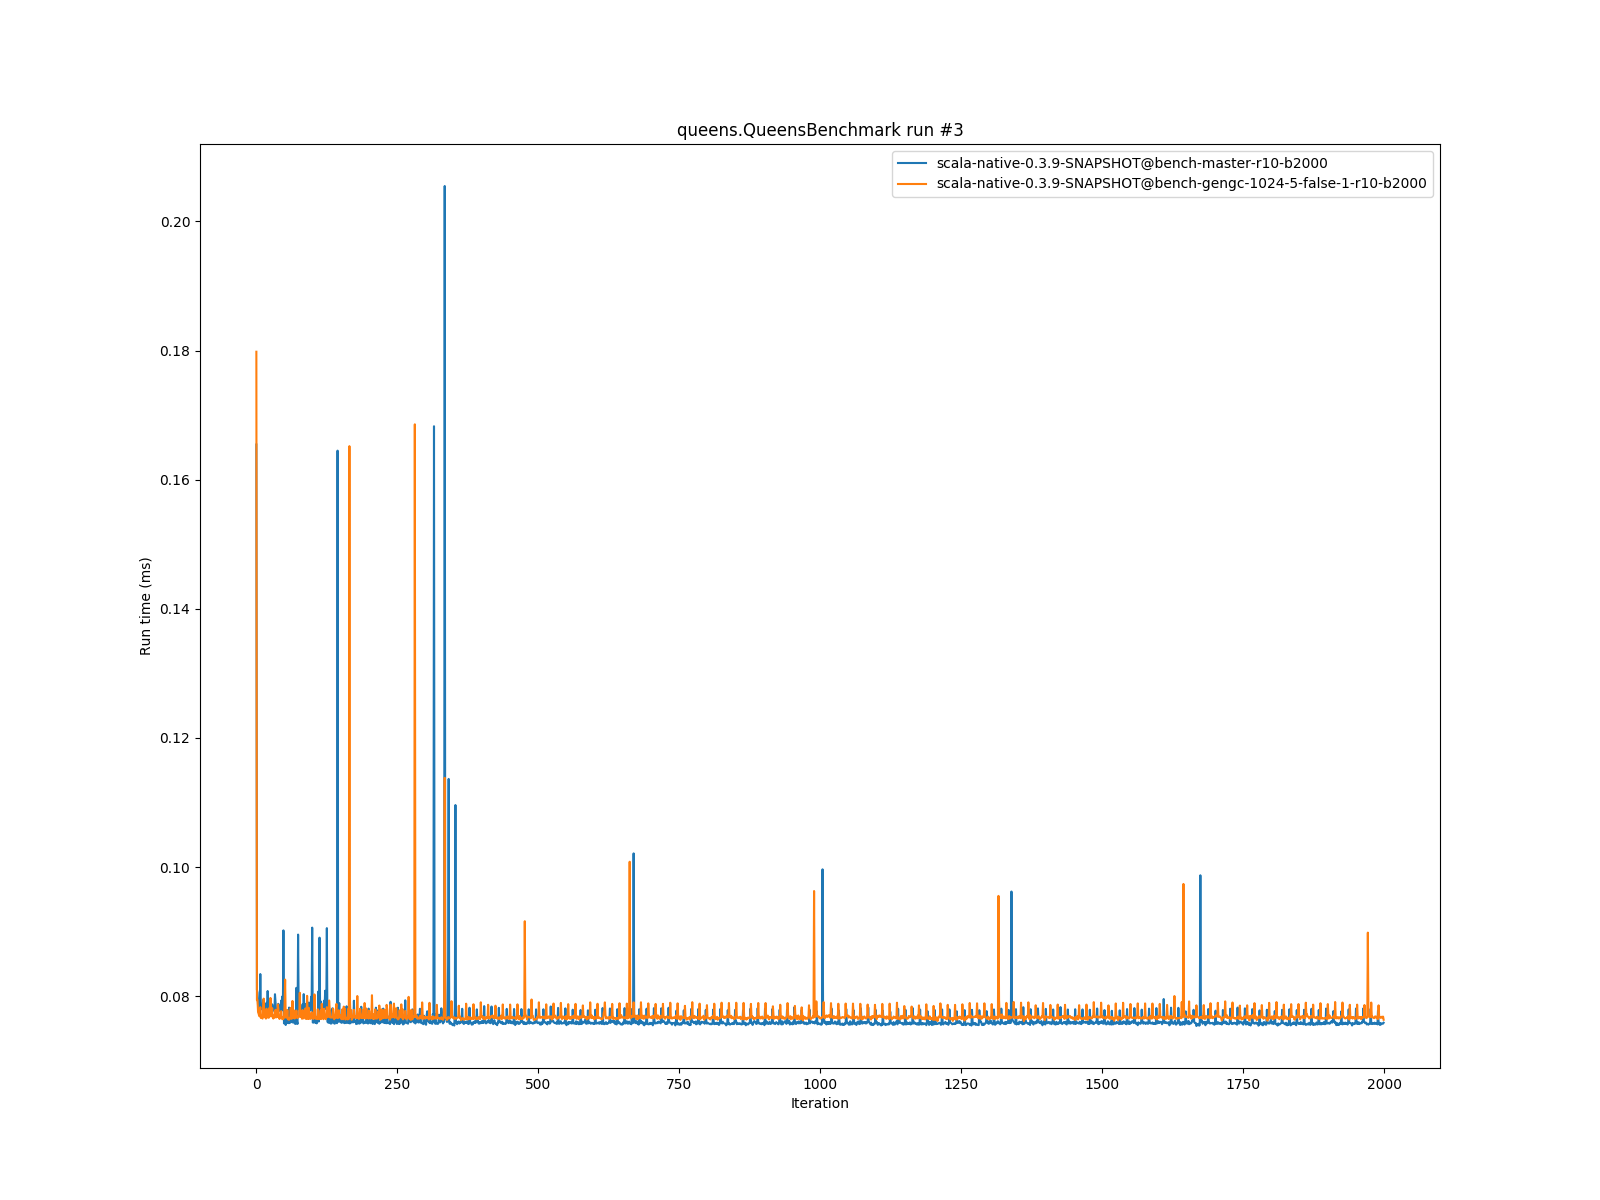 queens.QueensBenchmark run #3
scala-native-0.3.9-SNAPSHOT@bench-master-r10-b2000
scala-native-0.3.9-SNAPSHOT@bench-gengc-1024-5-false-1-r10-b2000
0.20
0.18
0.16
0.14
0.12
0.10
0.08
Run time (ms)
0 250 500 750 1000 1250 1500 1750 2000
Iteration